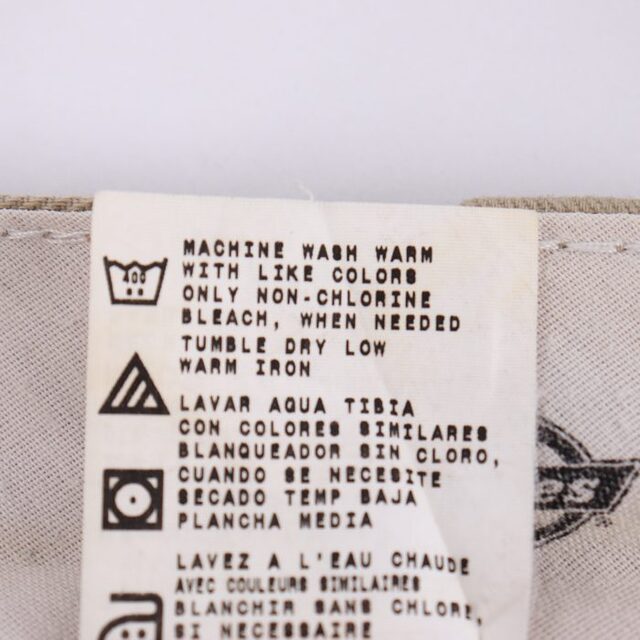 MACHINE WASH WARM
WITH LIKE COLORS
ONLY NON-CHLORINE
BLEACH, WHEN NEEDED
TUMBLE DRY LOW
WARM IRON
LAVAR AQUA TIBIA
CON COLORES SIMILARES
BLANQUEADOR SIN CLORO,
CUANDO SE NECESITE
SECADO TEMP BAJA
PLANCHA MEDIA
LAVEZ A L'EAU CHAUDE
AVEC COULEURS SIMILAIRES
BLANCHIR SANS CHLORE,
SI NECESSAIRE